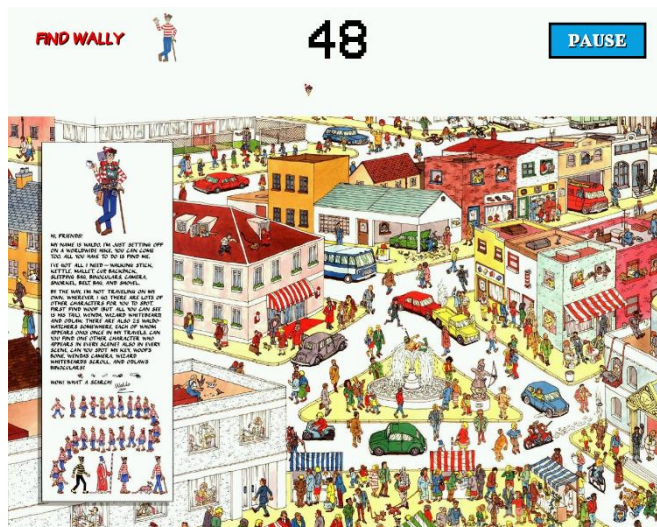 FIND WALLY
48
PAUSE
HI, FRIENDS!
MY NAME IS WALDO. I'M JUST SETTING OFF
ON A WORLDWIDE HIKE. YOU CAN COME
TOO. ALL YOU HAVE TO DO IS FIND ME.
I'VE GOT ALL I NEED — WALKING STICK,
KETTLE, MALLET, CUP, BACKPACK,
SLEEPING BAG, BINOCULARS, CAMERA,
SNORKEL, BELT, BAG, AND SHOVEL.
BY THE WAY, I'M NOT TRAVELING ON MY
OWN. WHEREVER I GO, THERE ARE LOTS OF
OTHER CHARACTERS FOR YOU TO SPOT.
FIRST FIND WOOF (BUT ALL YOU CAN SEE
IS HIS TAIL), WENDA, WIZARD WHITEBEARD
AND ODLAW. THERE ARE ALSO 25 WALDO-
WATCHERS SOMEWHERE, EACH OF WHOM
APPEARS ONLY ONCE IN MY TRAVELS. CAN
YOU FIND ONE OTHER CHARACTER WHO
APPEARS IN EVERY SCENE? ALSO IN EVERY
SCENE, CAN YOU SPOT MY KEY, WOOF'S
BONE, WENDA'S CAMERA, WIZARD
WHITEBEARD'S SCROLL, AND ODLAW'S
BINOCULARS?
WOW! WHAT A SEARCH!
Waldo